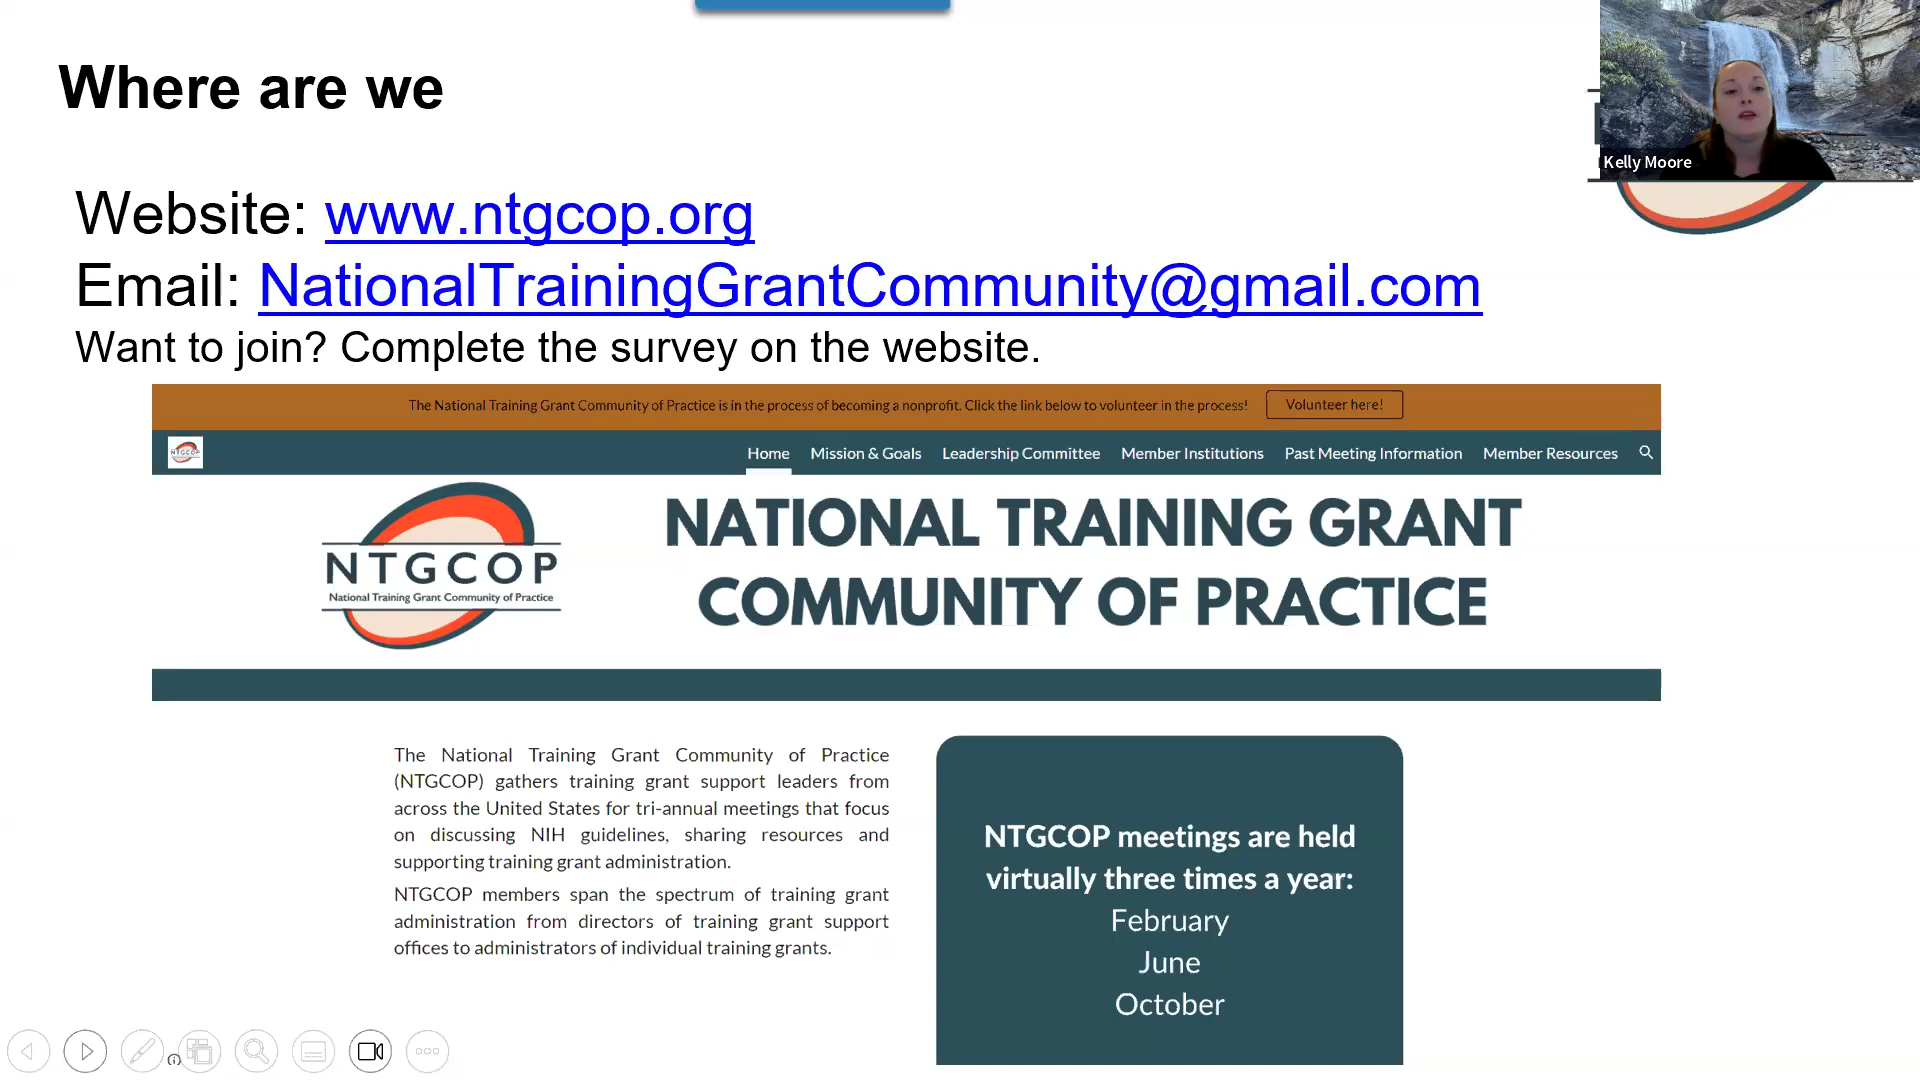 Where are we
Kelly Moore
Website: www.ntgcop.org
Email: NationalTrainingGrantCommunity@gmail.com
Want to join? Complete the survey on the website.
The National Training Grant Community of Practice is in the process of becoming a nonprofit. Click the link below to volunteer in the process! Volunteer here!
NTGCOP Home Mission & Goals Leadership Committee Member Institutions Past Meeting Information Member Resources
NTGCOP
National Training Grant Community of Practice
NATIONAL TRAINING GRANT
COMMUNITY OF PRACTICE
The National Training Grant Community of Practice
(NTGCOP) gathers training grant support leaders from
across the United States for tri-annual meetings that focus
on discussing NIH guidelines, sharing resources and
supporting training grant administration.
NTGCOP members span the spectrum of training grant
administration from directors of training grant support
offices to administrators of individual training grants.
NTGCOP meetings are held
virtually three times a year:
February
June
October